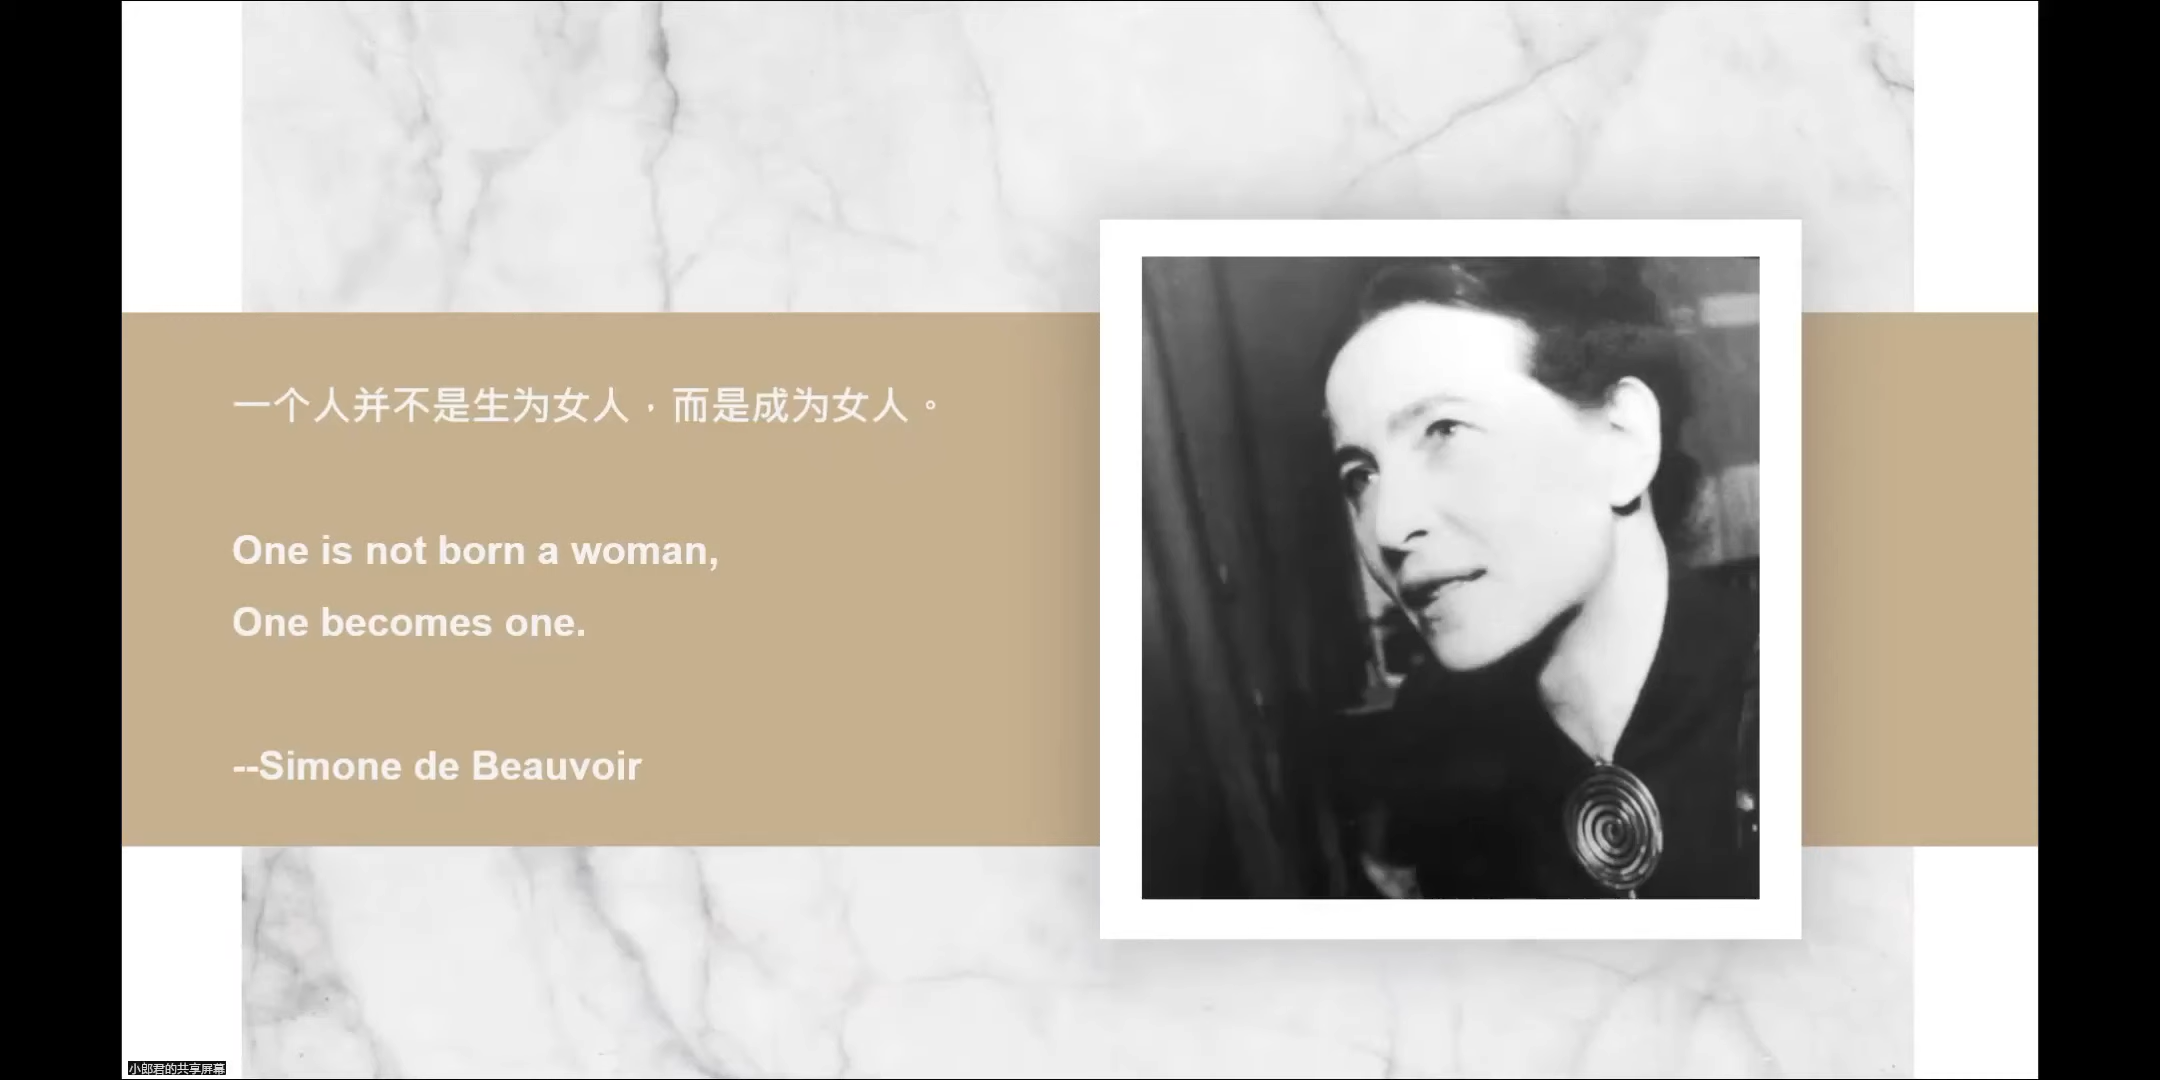 一个人并不是生为女人，而是成为女人。
One is not born a woman,
One becomes one.
--Simone de Beauvoir
小郎君的共享屏幕